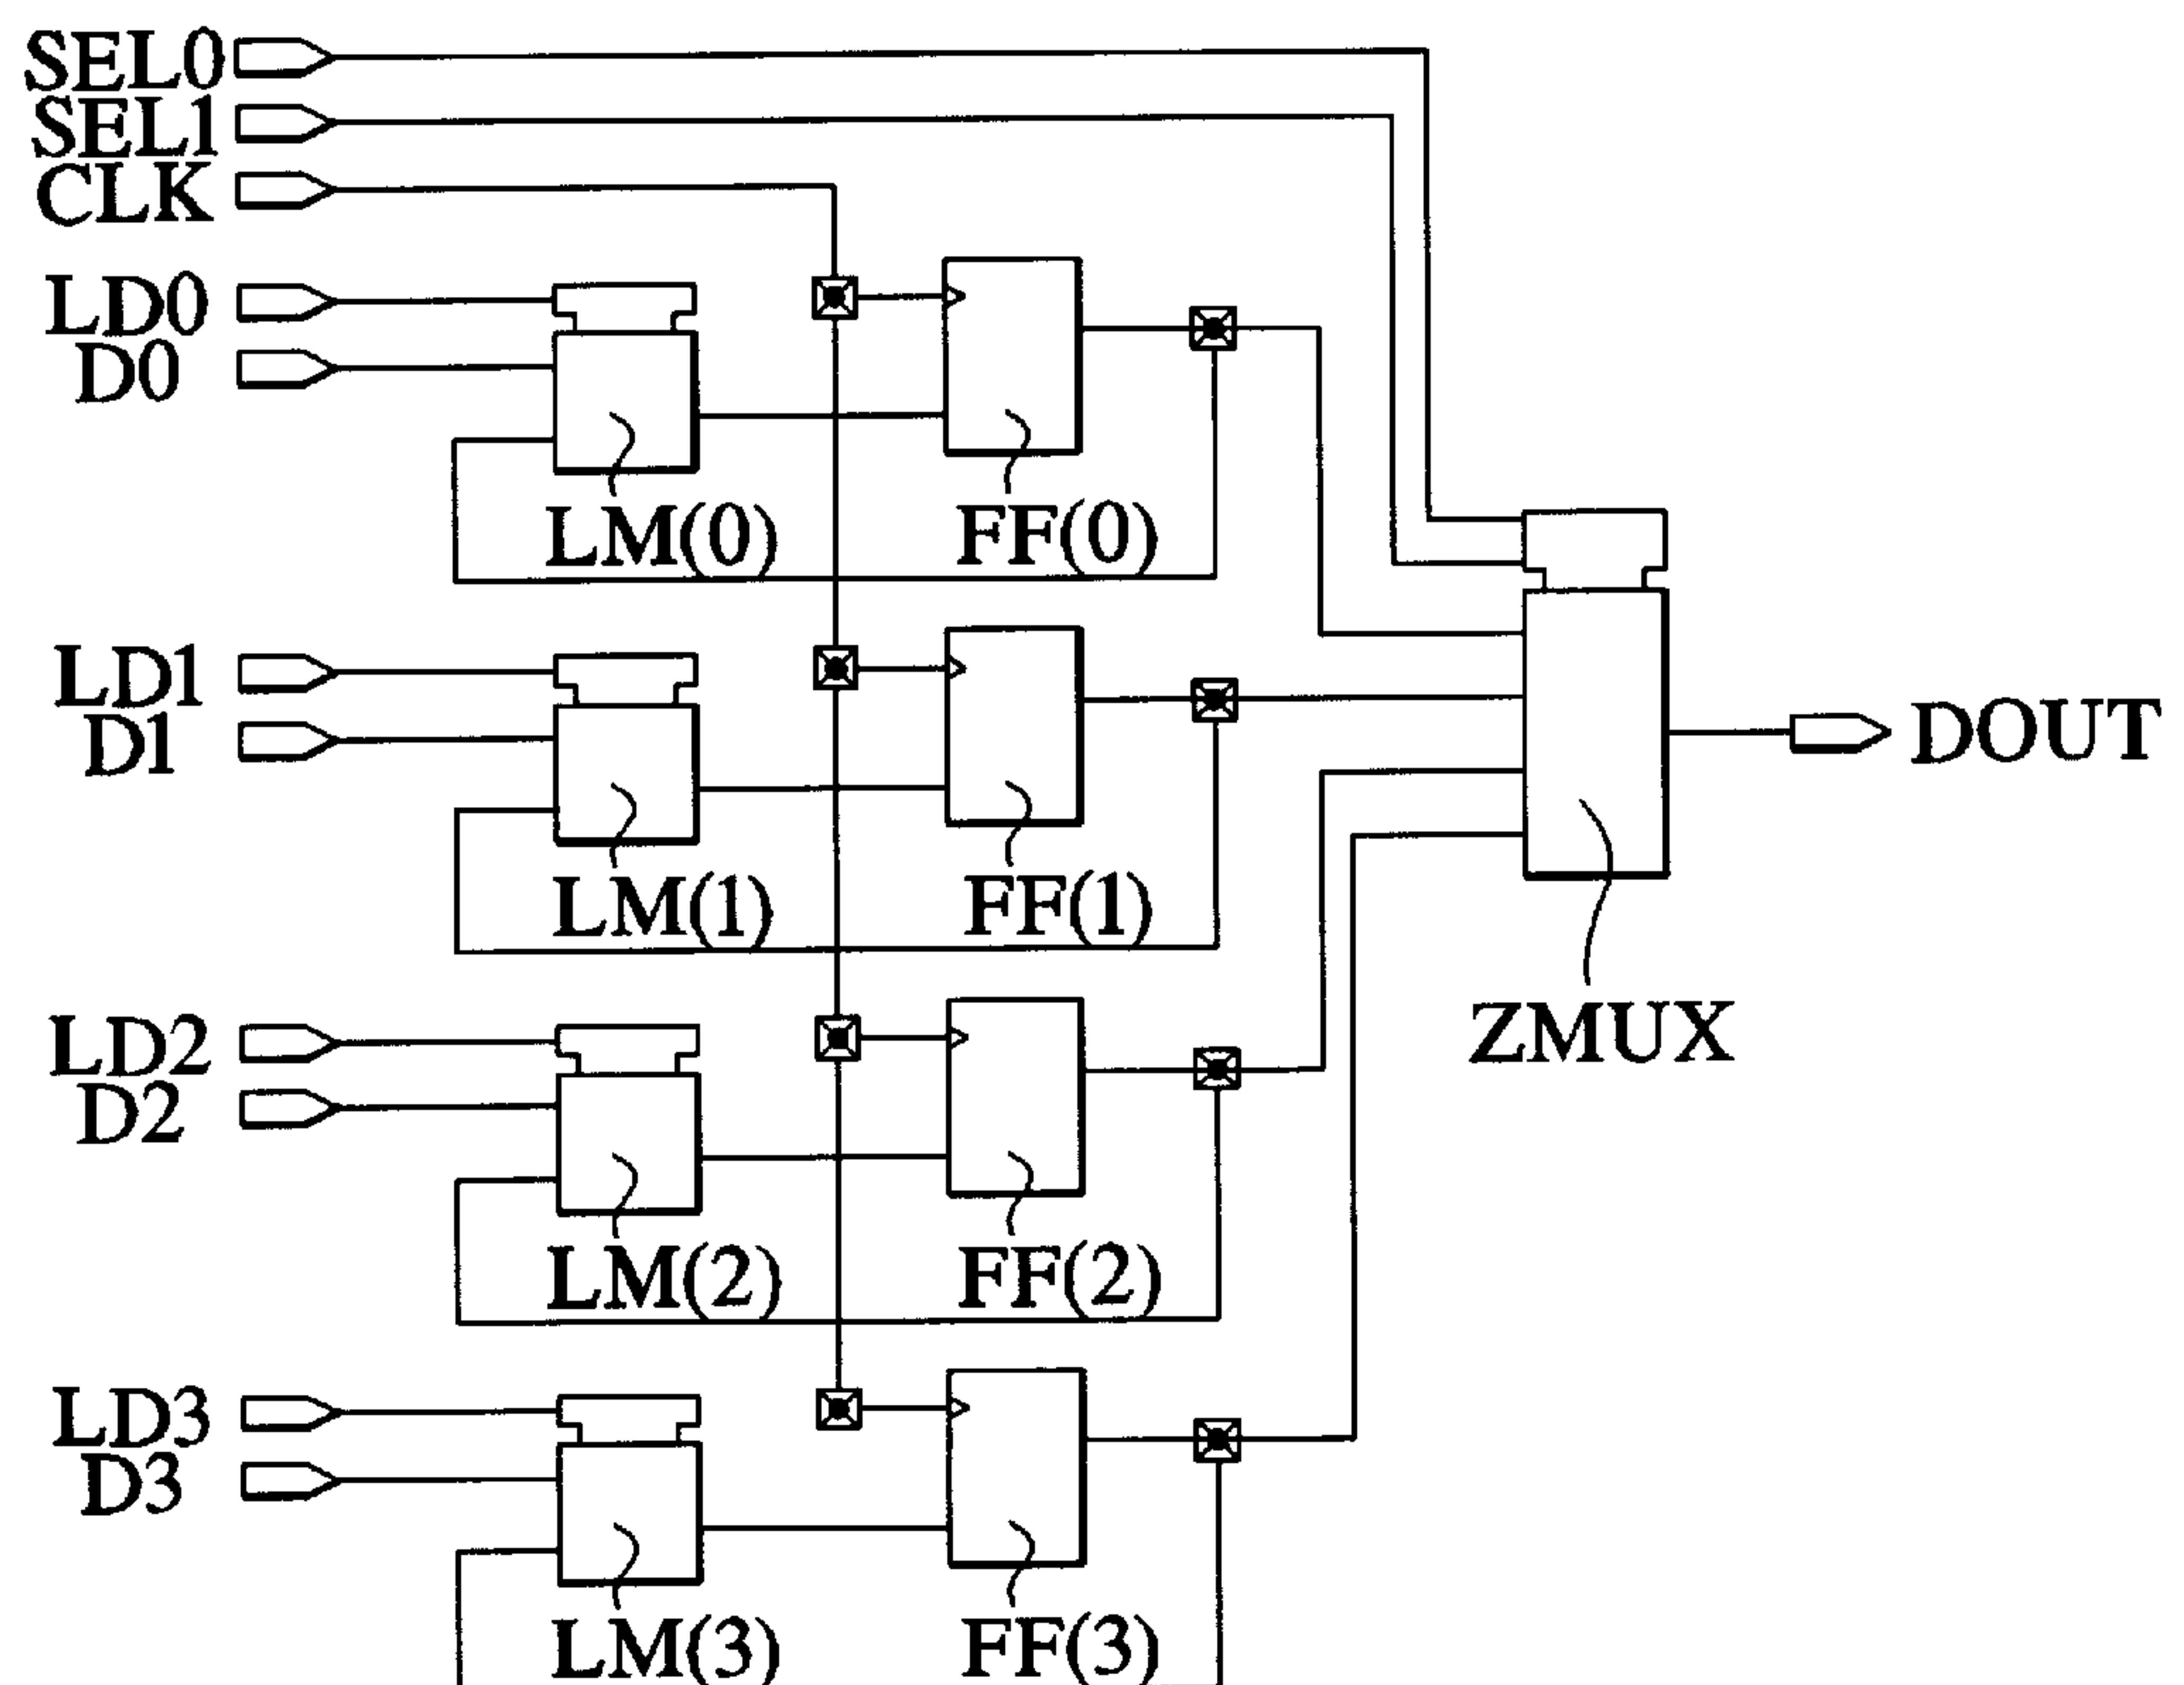 SEL0
SEL1
CLK
LD0
D0
LM(0)
FF(0)
LD1
D1
LM(1)
FF(1)
DOUT
ZMUX
LD2
D2
LM(2)
FF(2)
LD3
D3
LM(3)
FF(3)